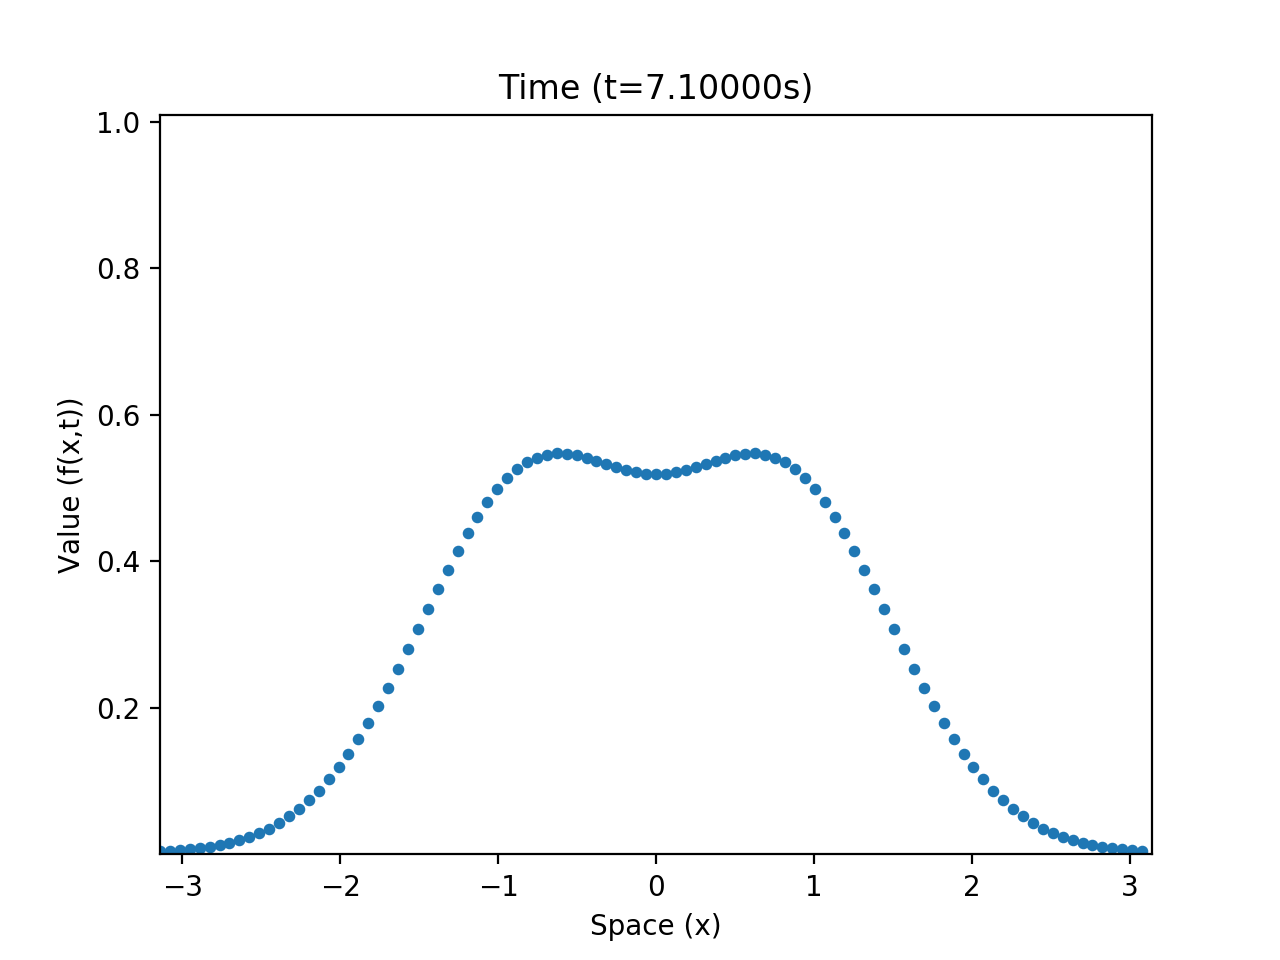 Time (t=7.10000s)
1.0
0.8
0.6
0.4
0.2
Value (f(x,t))
−3 −2 −1 0 1 2 3
Space (x)